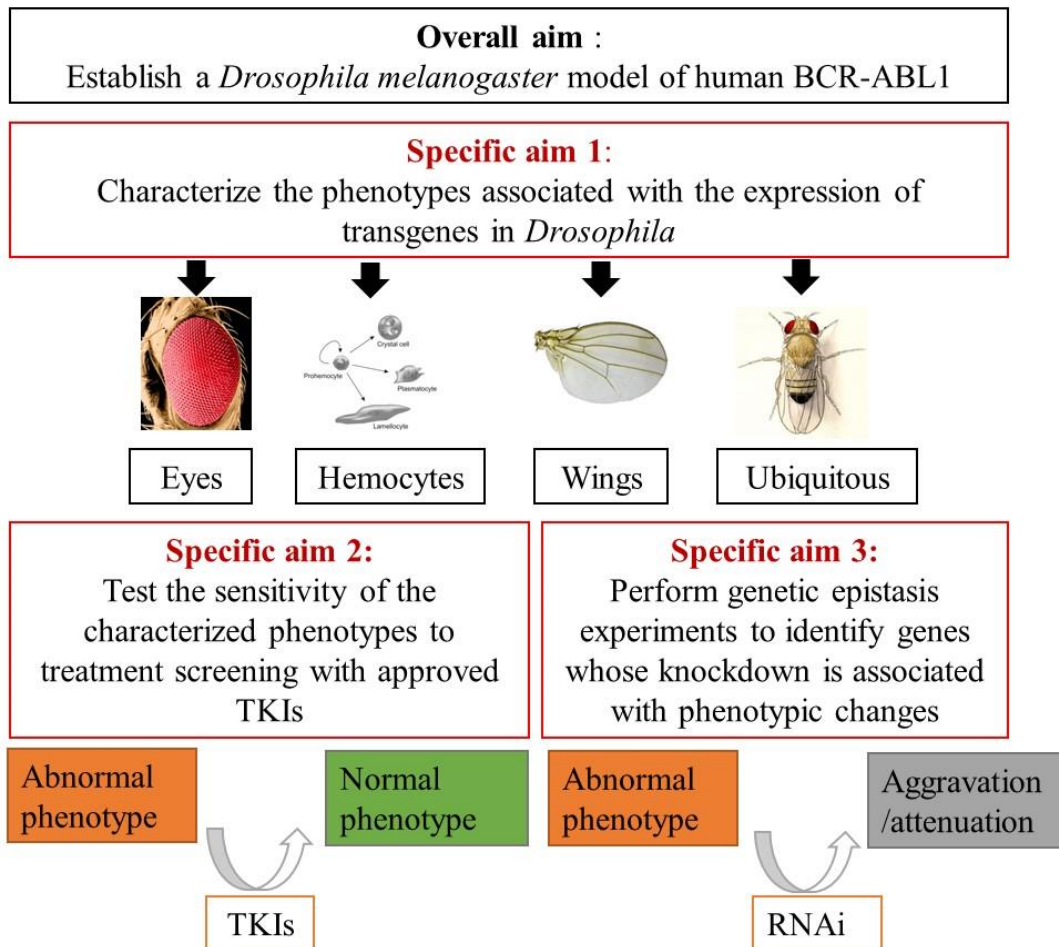 Overall aim :
Establish a Drosophila melanogaster model of human BCR-ABL1
Specific aim 1:
Characterize the phenotypes associated with the expression of
transgenes in Drosophila
Crystal cell
Prohemocyte
Plasmatocyte
Lamellocyte
Eyes
Hemocytes
Wings
Ubiquitous
Specific aim 2:
Test the sensitivity of the
characterized phenotypes to
treatment screening with approved
TKIs
Specific aim 3:
Perform genetic epistasis
experiments to identify genes
whose knockdown is associated
with phenotypic changes
Abnormal
phenotype
Normal
phenotype
TKIs
Abnormal
phenotype
Aggravation
/attenuation
RNAi